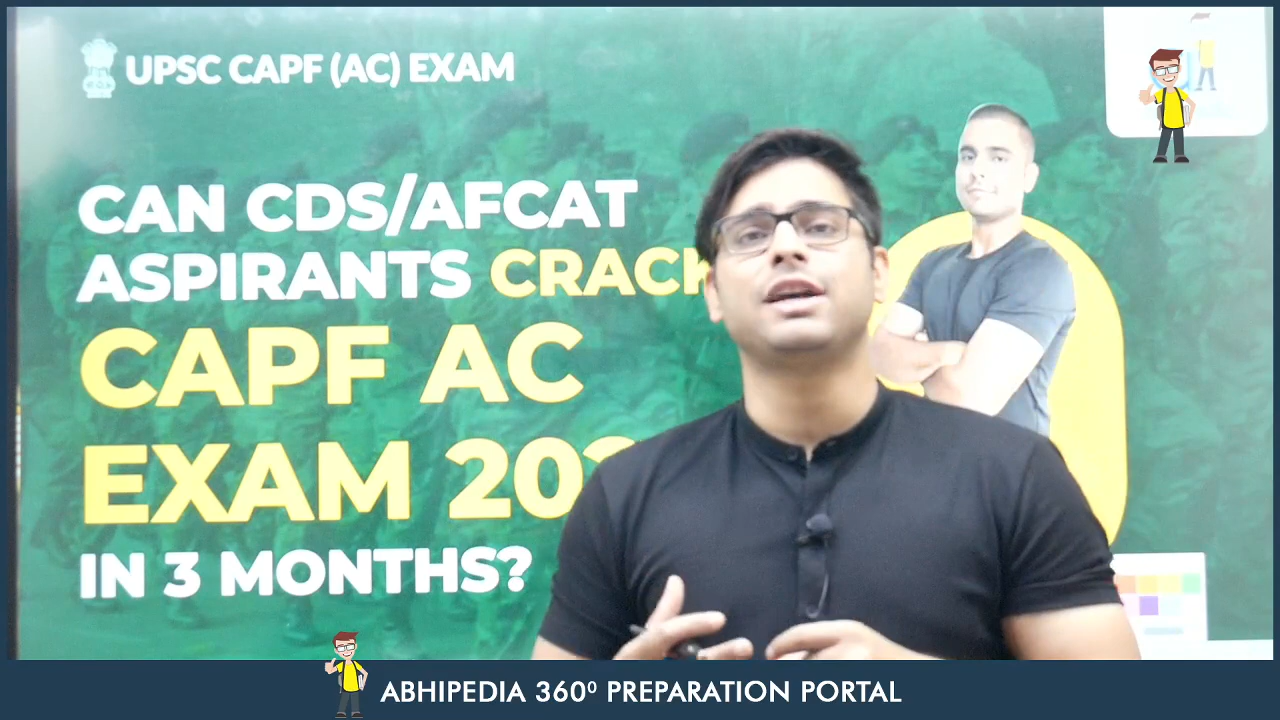 UPSC CAPF (AC) EXAM
CAN CDS/AFCAT
ASPIRANTS CRACK
CAPF AC
EXAM 202
IN 3 MONTHS?
ABHIPEDIA 360⁰ PREPARATION PORTAL